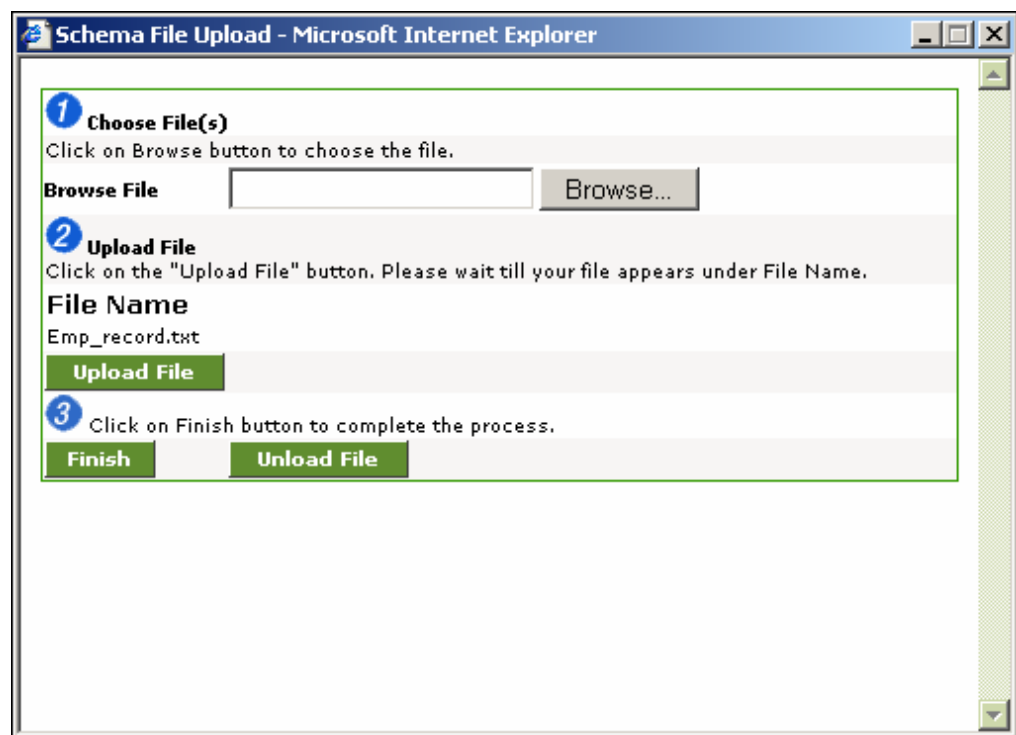 Schema File Upload - Microsoft Internet Explorer
1 Choose File(s)
Click on Browse button to choose the file.
Browse File Browse...
2 Upload File
Click on the "Upload File" button. Please wait till your file appears under File Name.
File Name
Emp_record.txt
Upload File
3 Click on Finish button to complete the process.
Finish Unload File